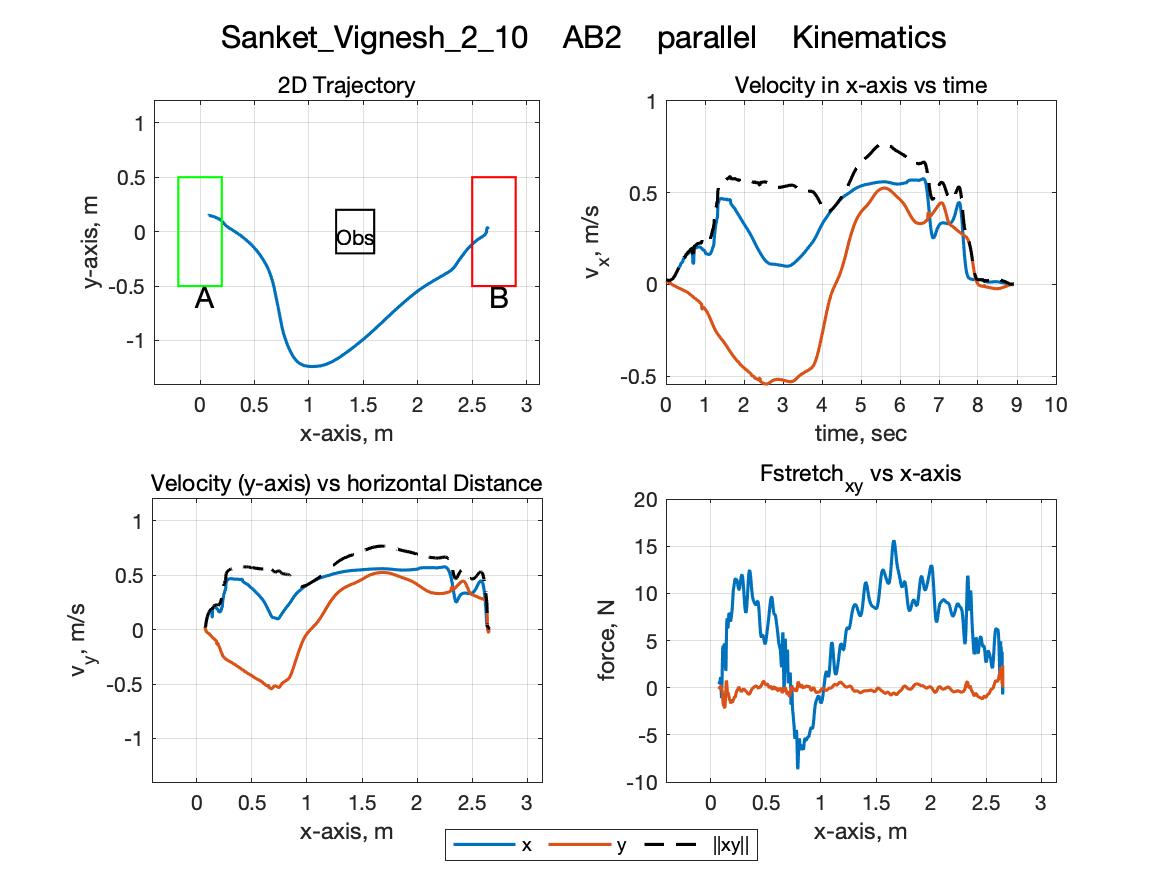 Sanket_Vignesh_2_10 AB2 parallel Kinematics
2D Trajectory
1
0.5
0
-0.5
-1
y-axis, m
Obs
A
B
0 0.5 1 1.5 2 2.5 3
x-axis, m
Velocity in x-axis vs time
1
0.5
0
-0.5
v_x, m/s
0 1 2 3 4 5 6 7 8 9 10
time, sec
Velocity (y-axis) vs horizontal Distance
1
0.5
0
-0.5
-1
v_y, m/s
0 0.5 1 1.5 2 2.5 3
x-axis, m
Fstretch_xy vs x-axis
20
15
10
5
0
-5
-10
force, N
0 0.5 1 1.5 2 2.5 3
x-axis, m
x y ||xy||